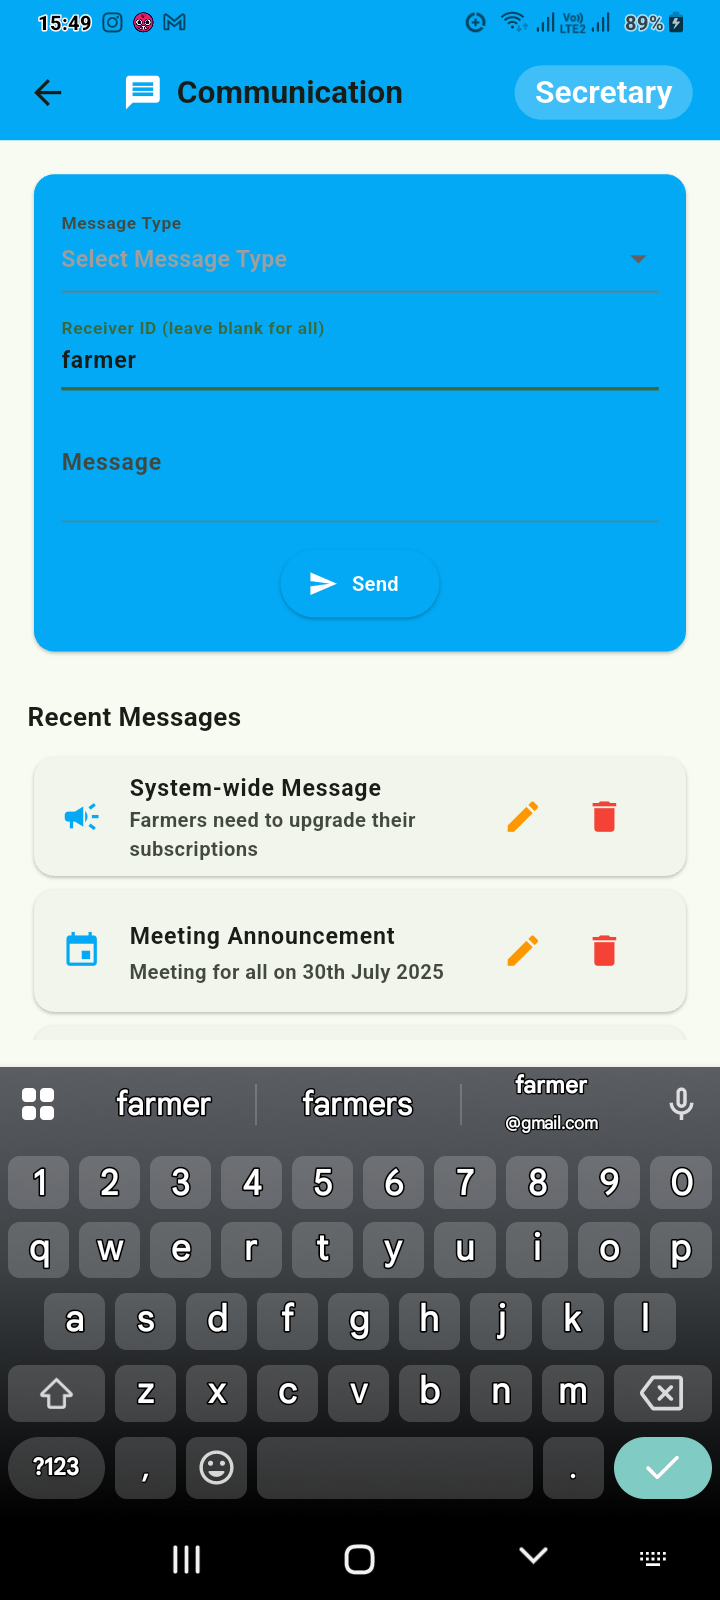 15:49 Vo)) LTE2 89%
Communication Secretary
Message Type
Select Message Type
Receiver ID (leave blank for all)
farmer
Message
Send
Recent Messages
System-wide Message
Farmers need to upgrade their
subscriptions
Meeting Announcement
Meeting for all on 30th July 2025
farmer farmers farmer
@gmail.com
1 2 3 4 5 6 7 8 9 0
q w e r t y u i o p
a s d f g h j k l
z x c v b n m
?123 , .